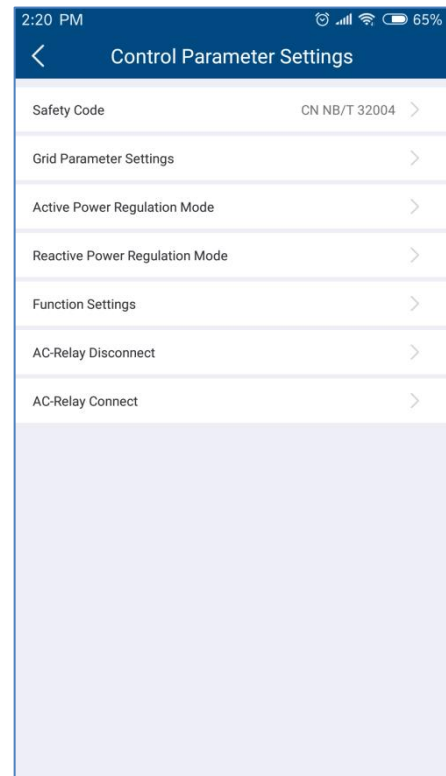 2:20 PM 65%
Control Parameter Settings
Safety Code CN NB/T 32004
Grid Parameter Settings
Active Power Regulation Mode
Reactive Power Regulation Mode
Function Settings
AC-Relay Disconnect
AC-Relay Connect